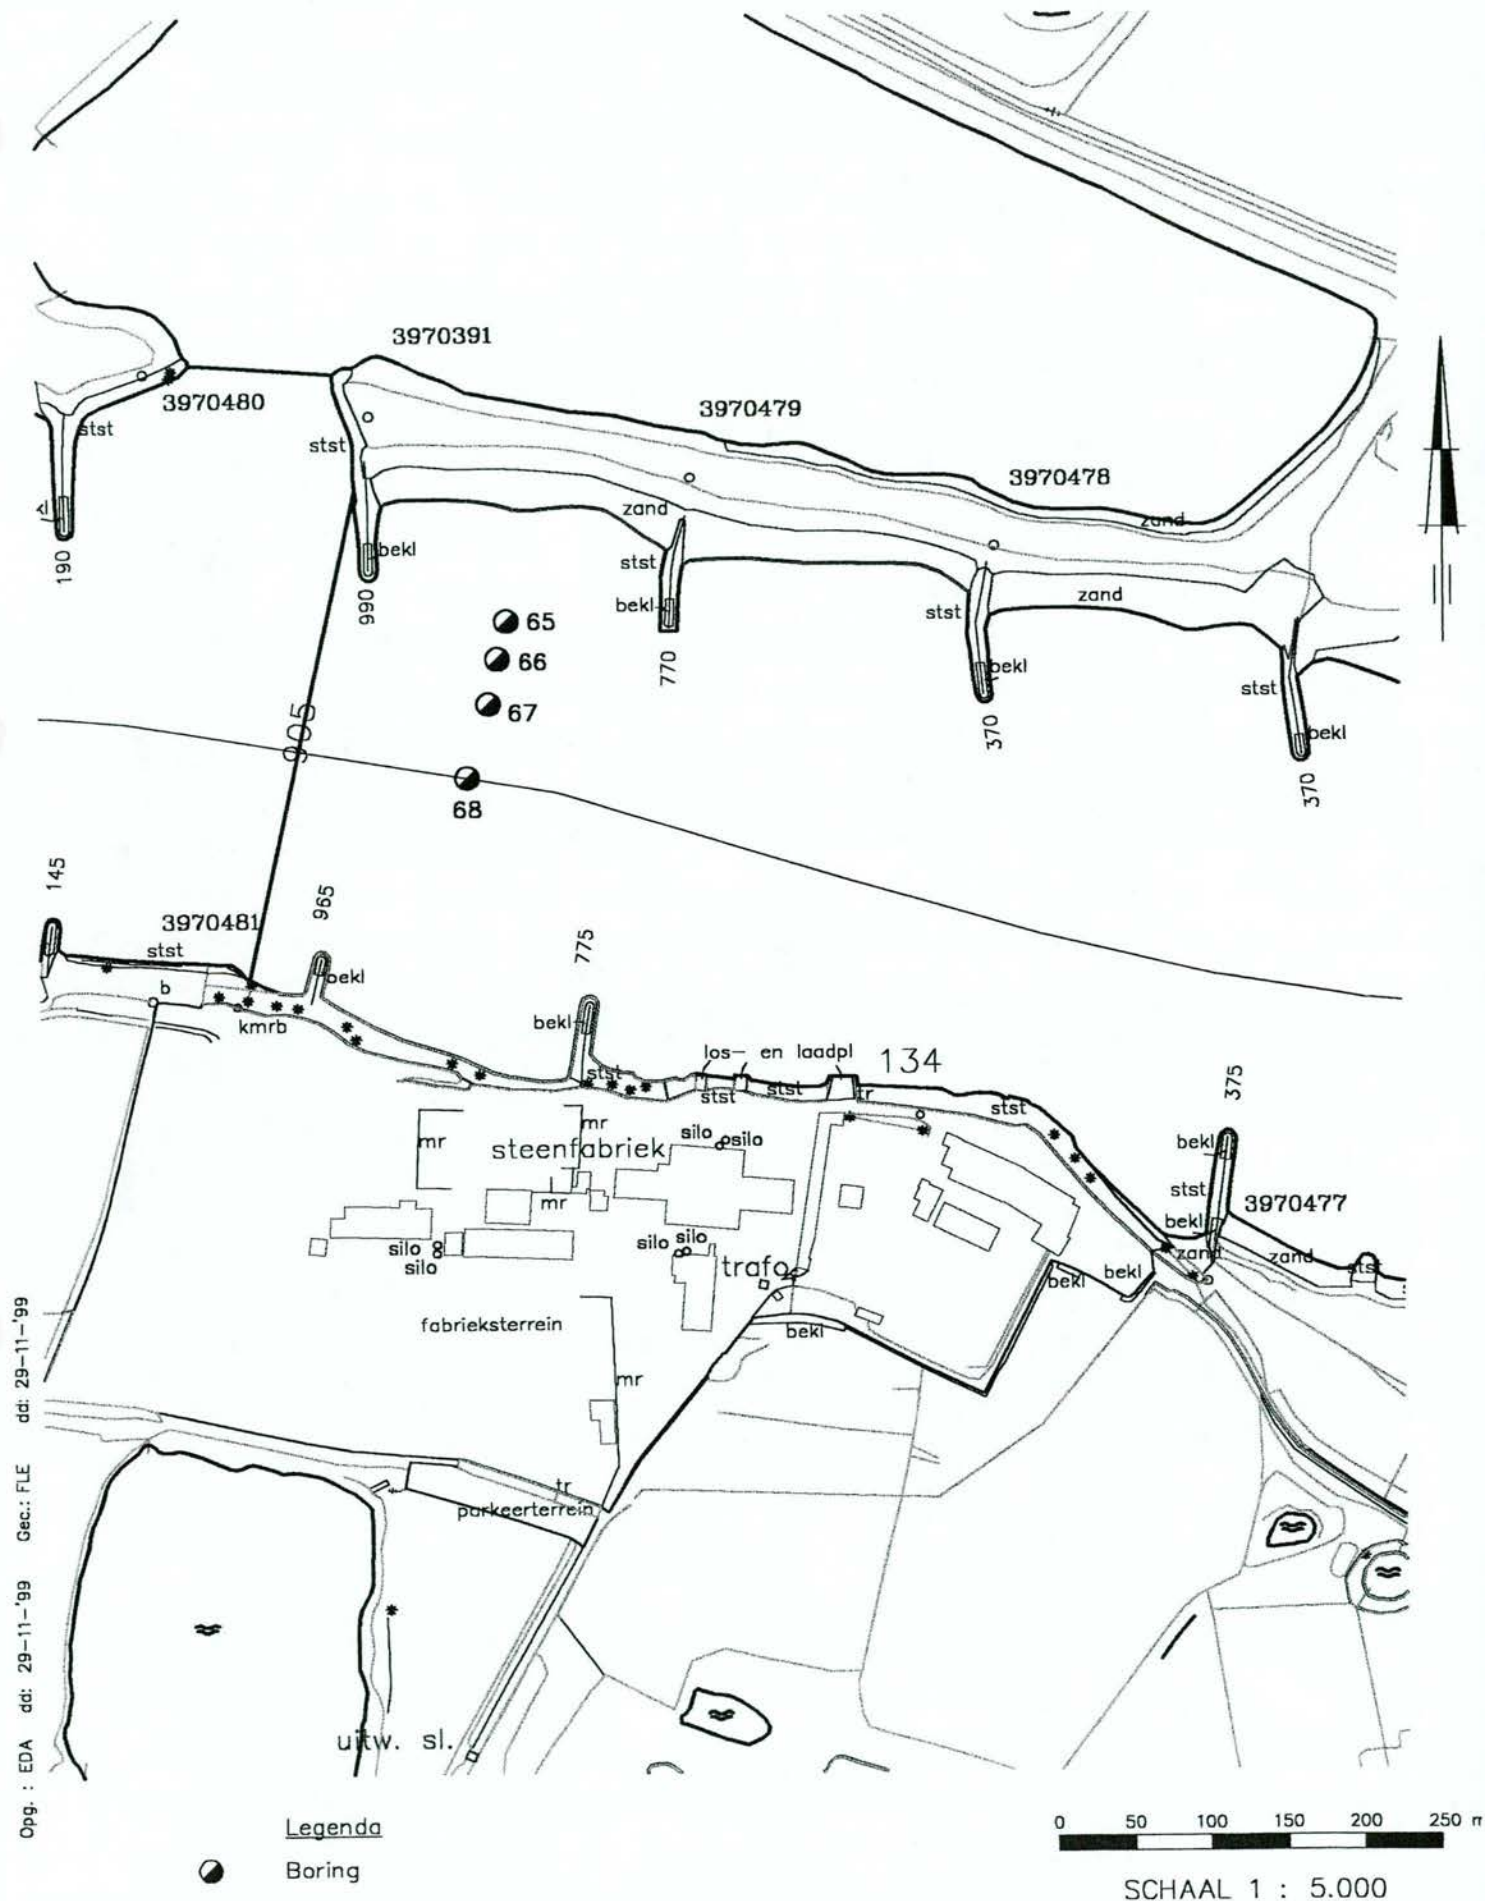 3970391
3970480
stst
stst
3970479
3970478
zand
zand
190
990
bekl
stst
bekl
770
zand
stst
bekl
370
stst
bekl
370
65
66
67
68
905
145
3970481
stst
965
bekl
b
kmrb
775
bekl
stst
los- en laadpl
134
stst
stst
tr
stst
375
bekl
stst
3970477
bekl
zand
zand
stst
mr
mr
steenfabriek
silo
silo
mr
silo
silo
silo
silo
trafo
bekl
bekl
bekl
fabrieksterrein
mr
tr
parkeerterrein
uitw. sl.
Opg. : EDA dd: 29-11-'99 Gec.: FLE dd: 29-11-'99
Legenda
Boring
0 50 100 150 200 250 m
SCHAAL 1 : 5.000